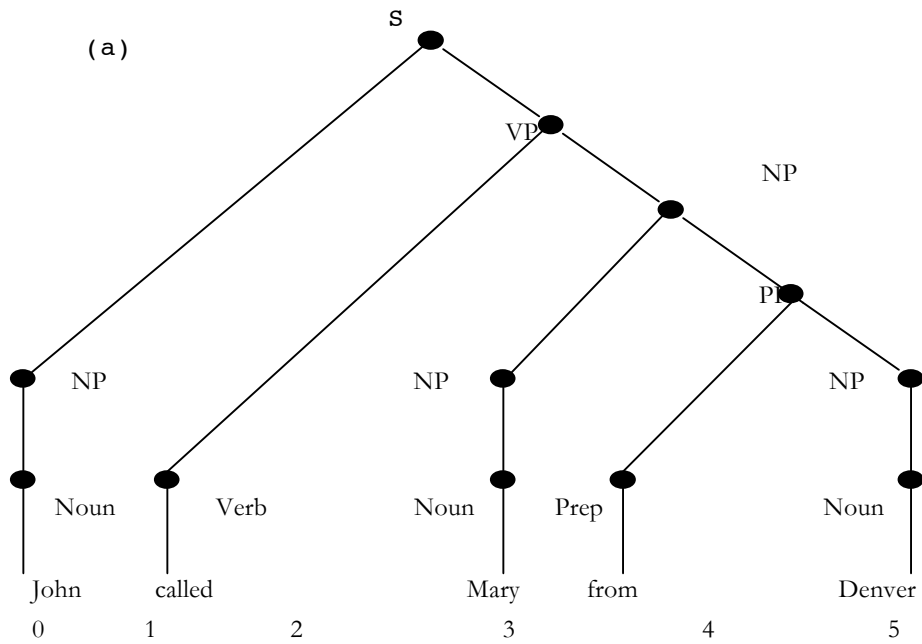 S
(a)
VP
NP
PP
NP NP NP
Noun Verb Noun Prep Noun
John called Mary from Denver
0 1 2 3 4 5